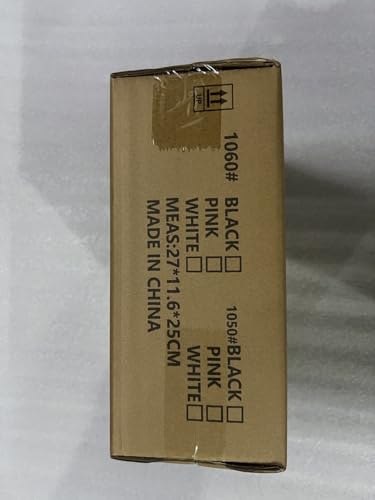 UP
1060# BLACK☐ 1050#BLACK☐
PINK ☐ PINK ☐
WHITE☐ WHITE☐
MEAS:27*11.6*25CM
MADE IN CHINA